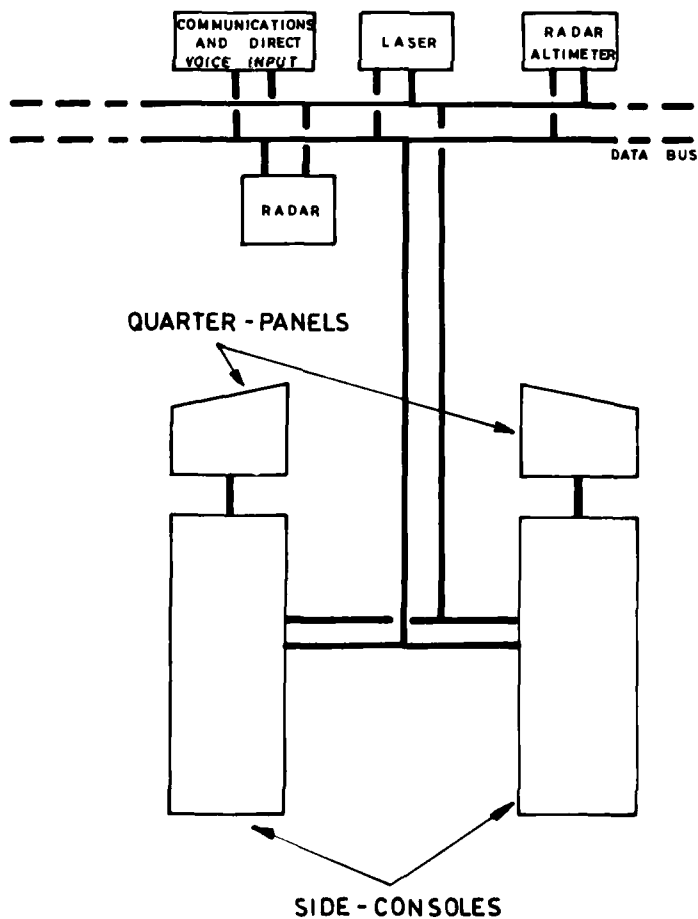 COMMUNICATIONS
AND DIRECT
VOICE INPUT
LASER
RADAR
ALTIMETER
DATA BUS
RADAR
QUARTER - PANELS
SIDE - CONSOLES